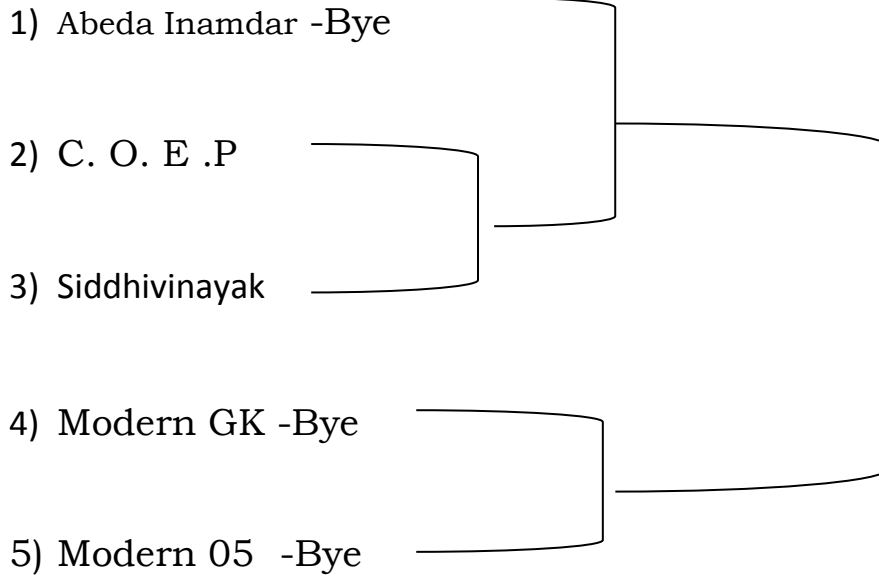 1) Abeda Inamdar -Bye
2) C. O. E .P
3) Siddhivinayak
4) Modern GK -Bye
5) Modern 05 -Bye